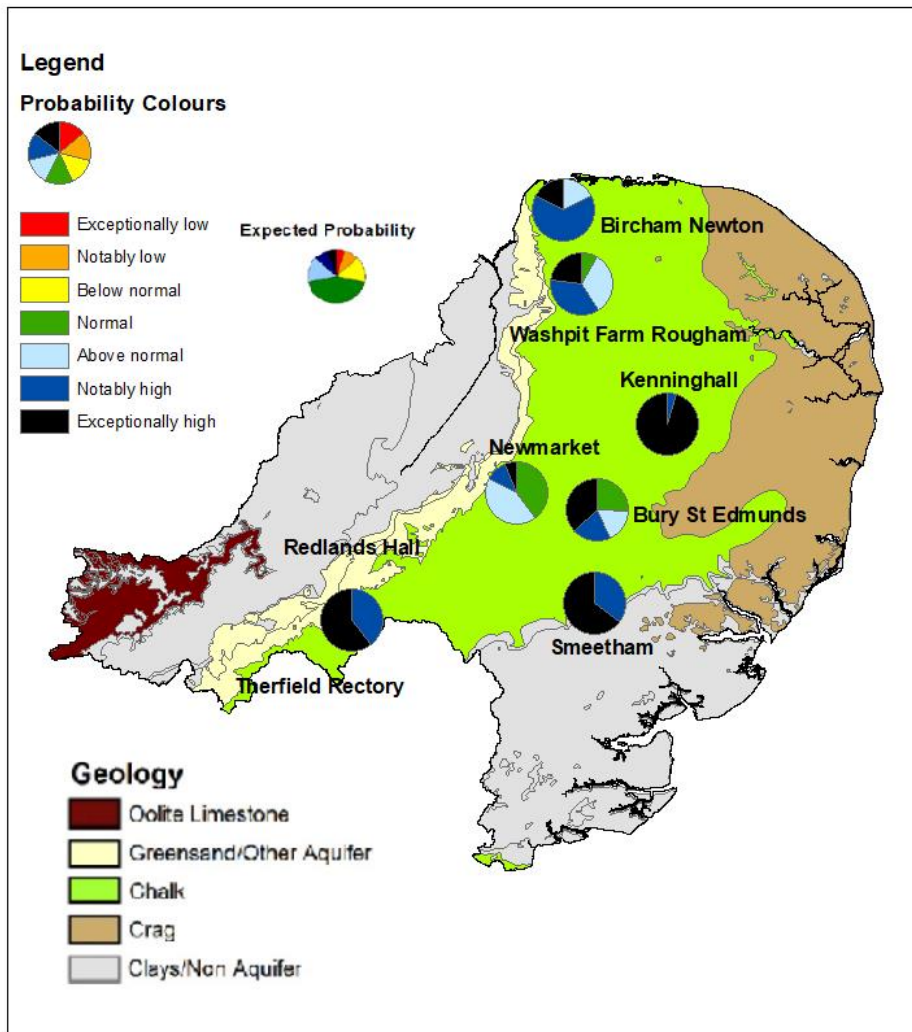 Legend
Probability Colours
Exceptionally low
Notably low
Below normal
Normal
Above normal
Notably high
Exceptionally high
Expected Probability
Bircham Newton
Washpit Farm Rougham
Kenninghall
Newmarket
Bury St Edmunds
Redlands Hall
Smeetham
Therfield Rectory
Geology
Oolite Limestone
Greensand/Other Aquifer
Chalk
Crag
Clays/Non Aquifer